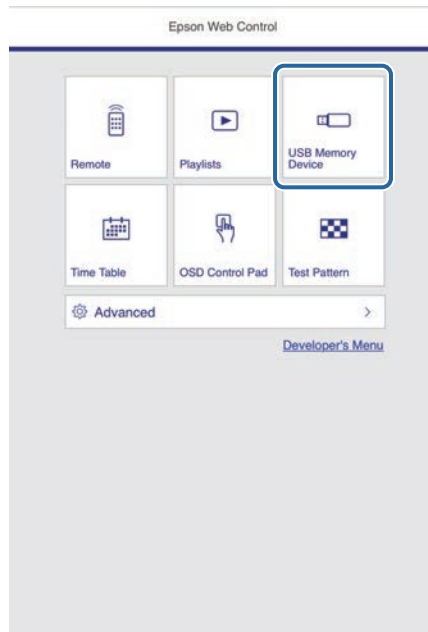 Epson Web Control
Remote
Playlists
USB Memory
Device
Time Table
OSD Control Pad
Test Pattern
Advanced
Developer's Menu